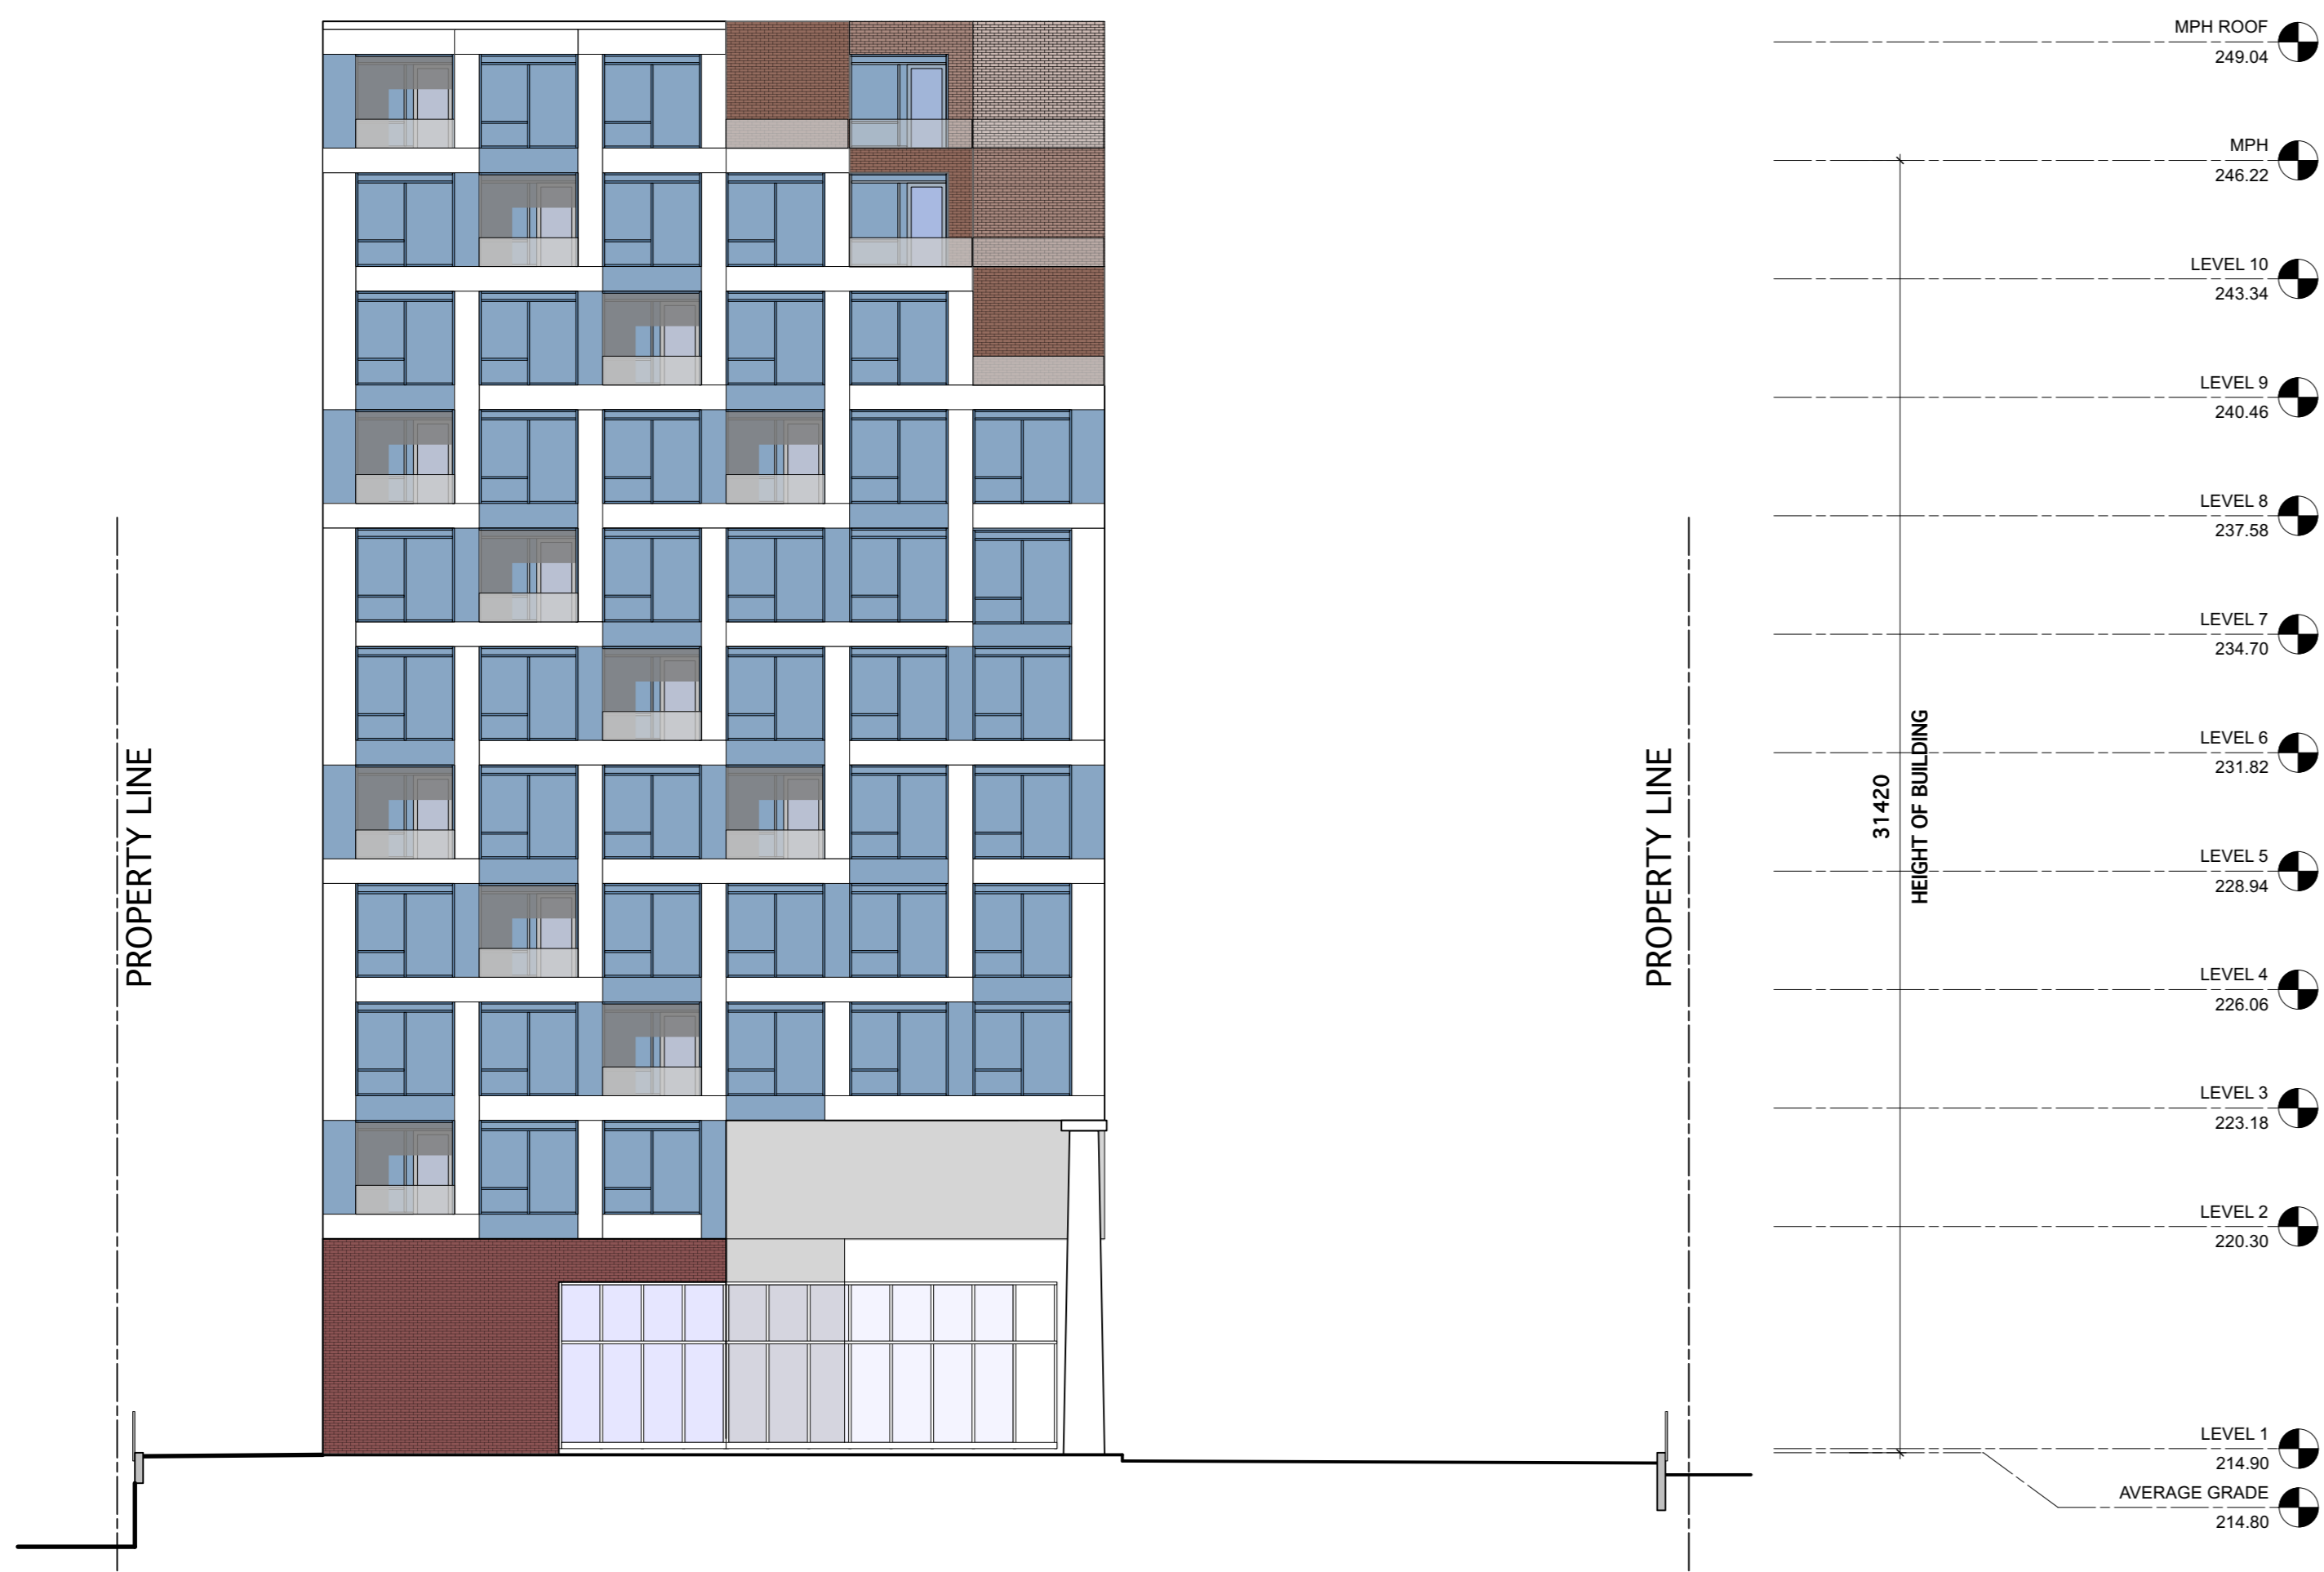 MPH ROOF
249.04
MPH
246.22
LEVEL 10
243.34
LEVEL 9
240.46
LEVEL 8
237.58
LEVEL 7
234.70
LEVEL 6
231.82
LEVEL 5
228.94
LEVEL 4
226.06
LEVEL 3
223.18
LEVEL 2
220.30
LEVEL 1
214.90
AVERAGE GRADE
214.80
PROPERTY LINE
PROPERTY LINE
31420
HEIGHT OF BUILDING